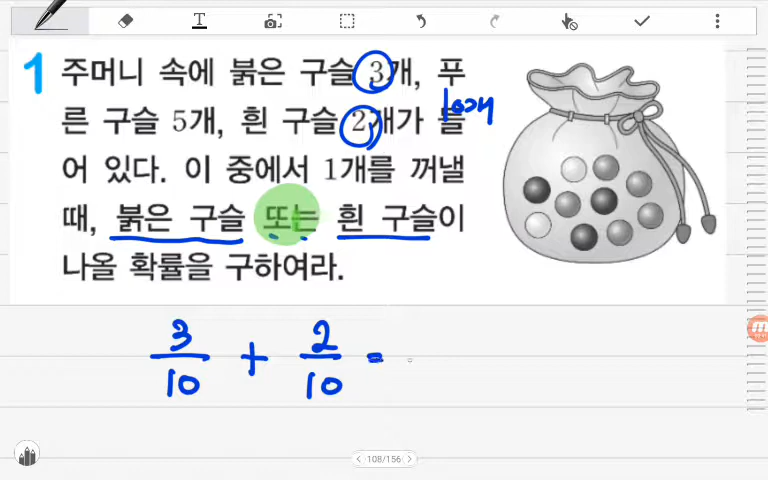 T
1 주머니 속에 붉은 구슬 3개, 푸
른 구슬 5개, 흰 구슬 2개가 들
10개
어 있다. 이 중에서 1개를 꺼낼
때, 붉은 구슬 또는 흰 구슬이
나올 확률을 구하여라.
3/10 + 2/10 =
108/156